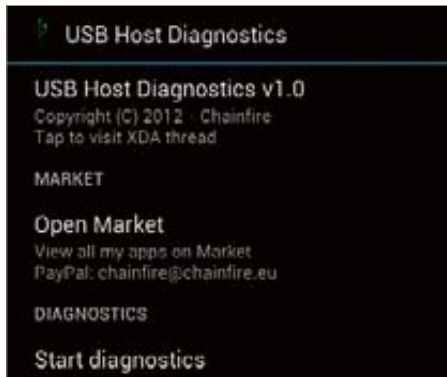 USB Host Diagnostics
USB Host Diagnostics v1.0
Copyright (C) 2012 - Chainfire
Tap to visit XDA thread
MARKET
Open Market
View all my apps on Market
PayPal: chainfire@chainfire.eu
DIAGNOSTICS
Start diagnostics